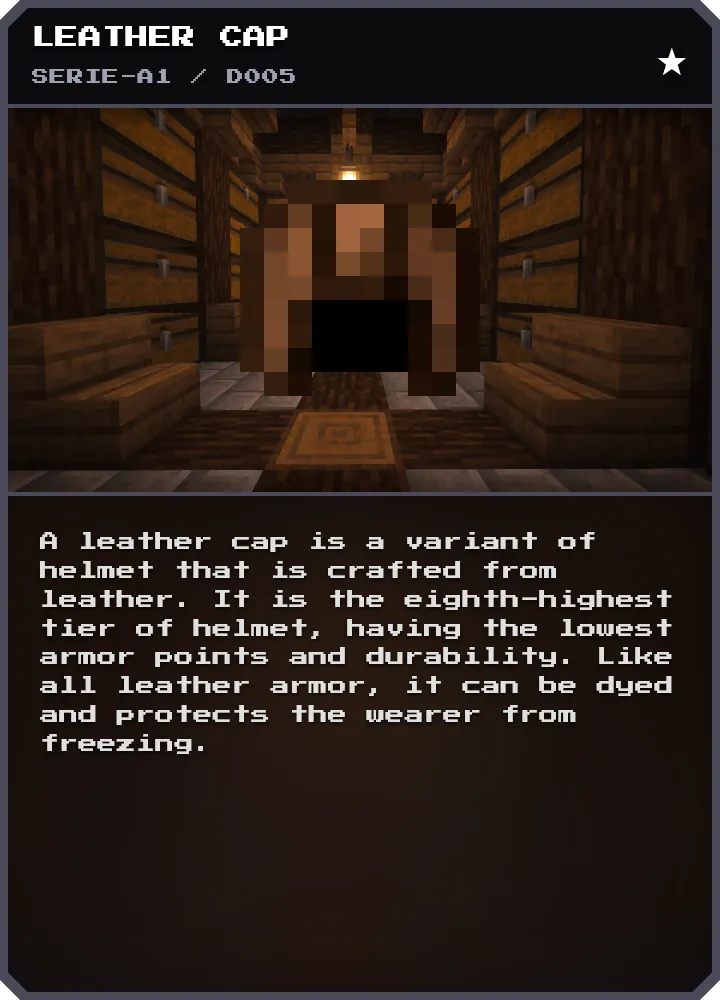 LEATHER CAP
SERIE-A1 / D005
A leather cap is a variant of
helmet that is crafted from
leather. It is the eighth-highest
tier of helmet, having the lowest
armor points and durability. Like
all leather armor, it can be dyed
and protects the wearer from
freezing.